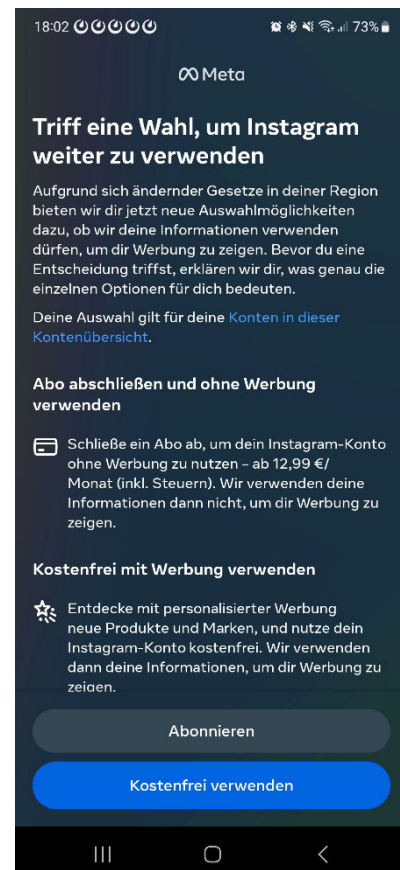 18:02
73%
Meta
Triff eine Wahl, um Instagram
weiter zu verwenden
Aufgrund sich ändernder Gesetze in deiner Region
bieten wir dir jetzt neue Auswahlmöglichkeiten
dazu, ob wir deine Informationen verwenden
dürfen, um dir Werbung zu zeigen. Bevor du eine
Entscheidung triffst, erklären wir dir, was genau die
einzelnen Optionen für dich bedeuten.
Deine Auswahl gilt für deine Konten in dieser
Kontenübersicht.
Abo abschließen und ohne Werbung
verwenden
Schließe ein Abo ab, um dein Instagram-Konto
ohne Werbung zu nutzen – ab 12,99 €/
Monat (inkl. Steuern). Wir verwenden deine
Informationen dann nicht, um dir Werbung zu
zeigen.
Kostenfrei mit Werbung verwenden
Entdecke mit personalisierter Werbung
neue Produkte und Marken, und nutze dein
Instagram-Konto kostenfrei. Wir verwenden
dann deine Informationen, um dir Werbung zu
zeigen.
Abonnieren
Kostenfrei verwenden